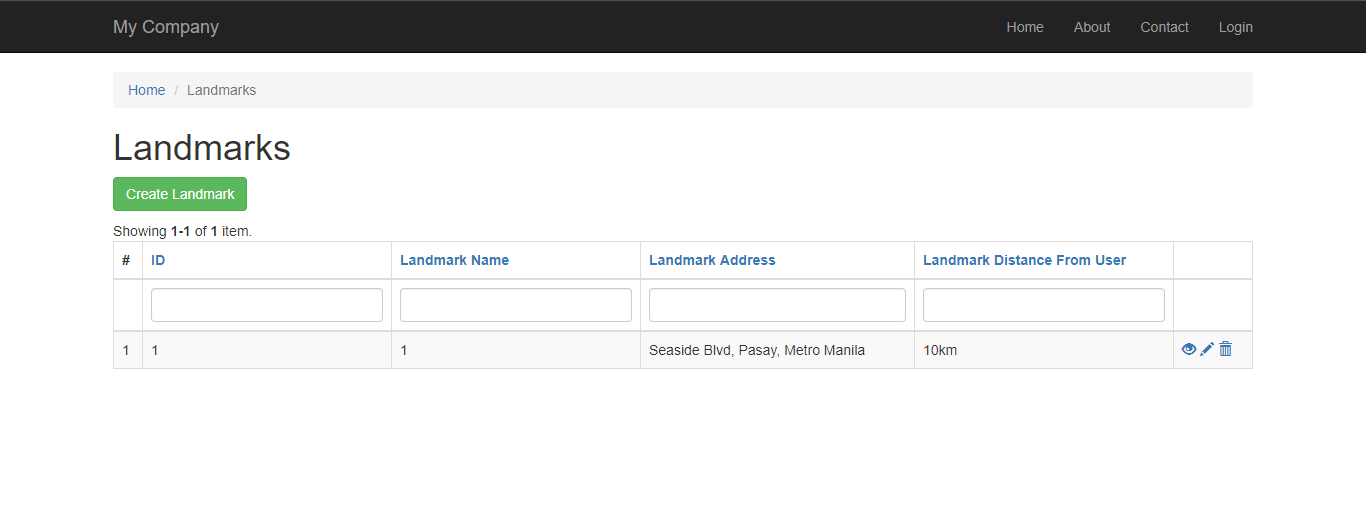 My Company Home About Contact Login
Home / Landmarks
Landmarks
Create Landmark
Showing 1-1 of 1 item.
# ID Landmark Name Landmark Address Landmark Distance From User
1 1 1 Seaside Blvd, Pasay, Metro Manila 10km